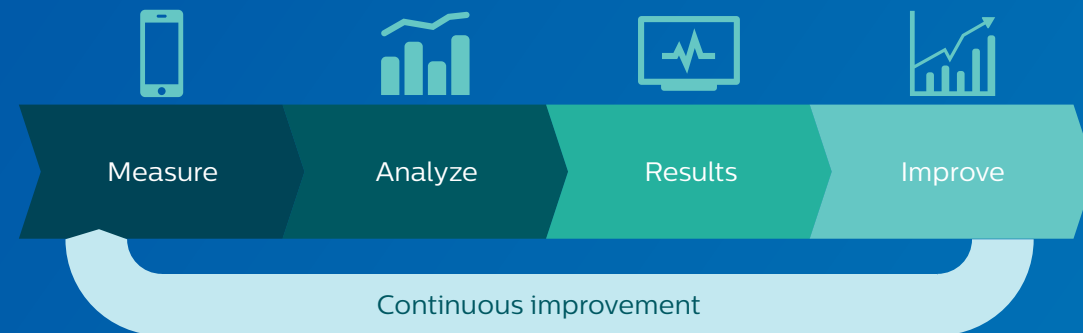 Measure
Analyze
Results
Improve
Continuous improvement